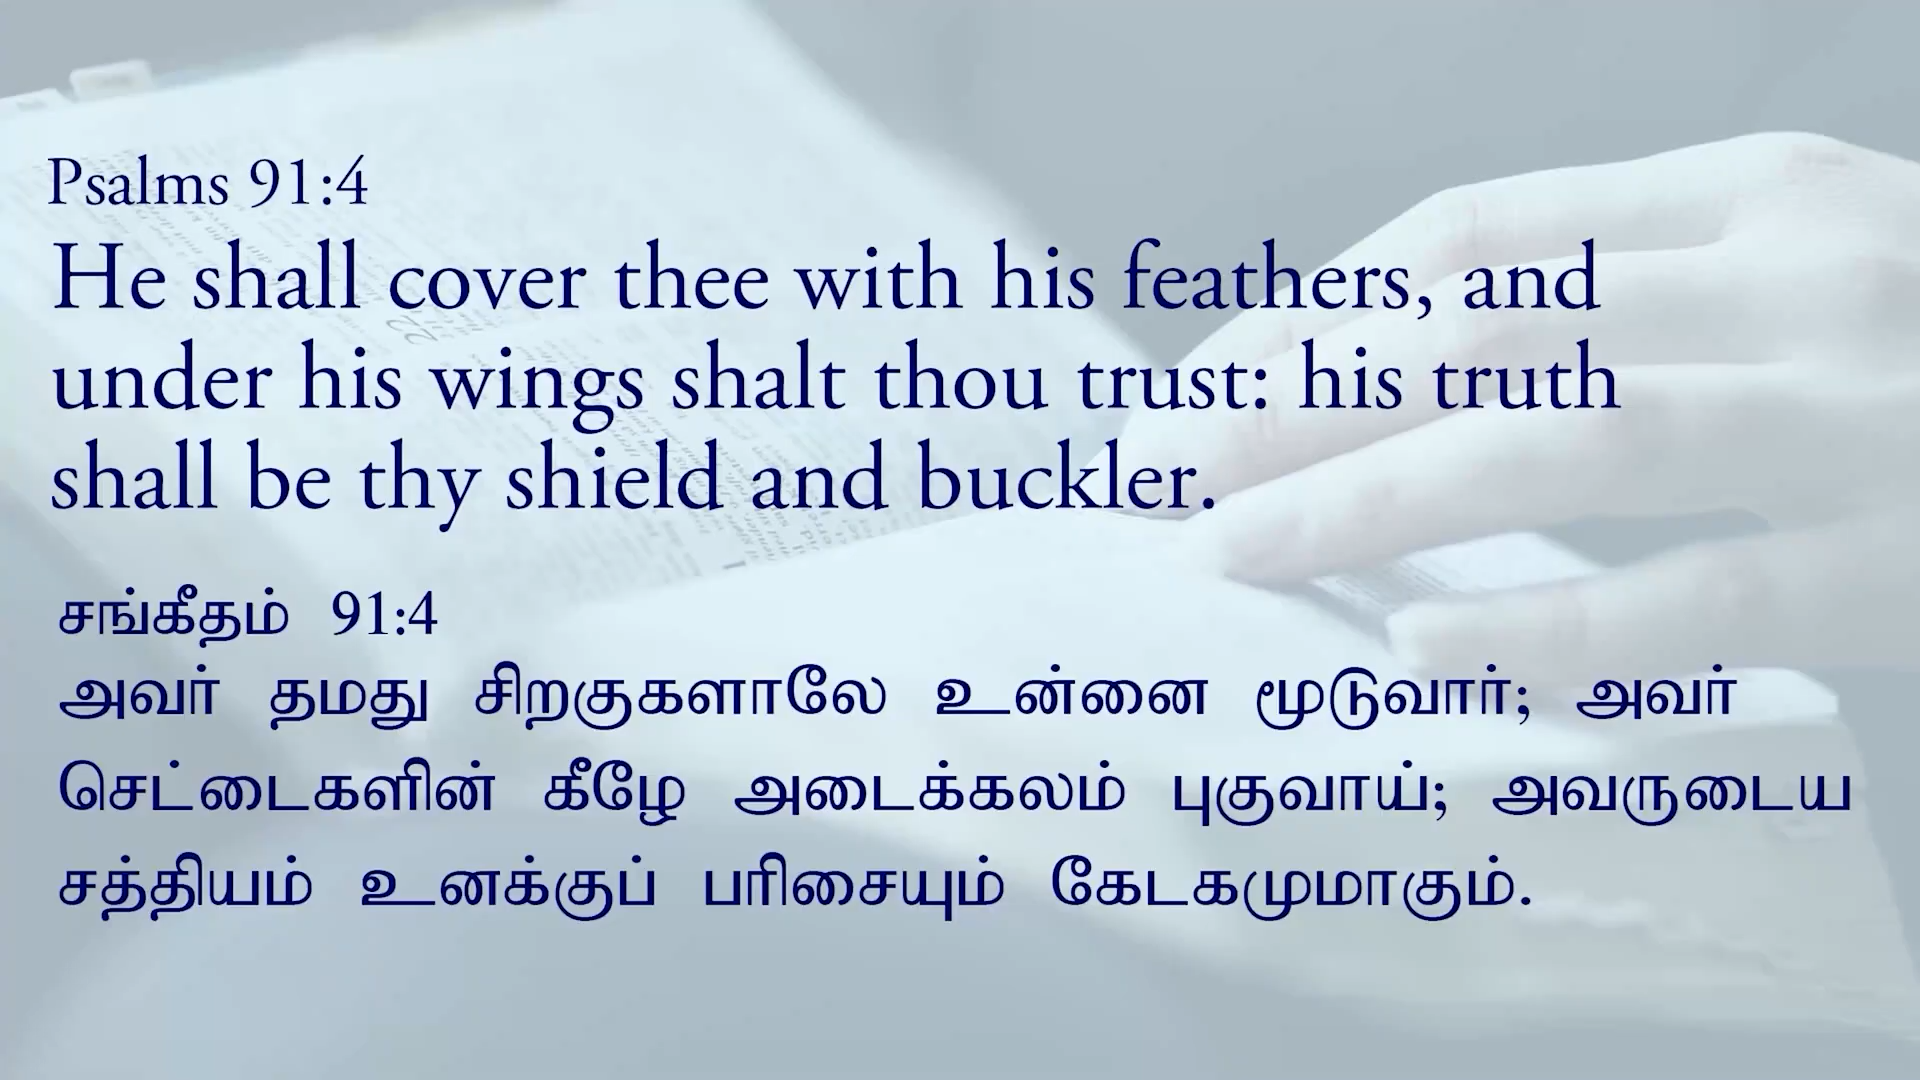 Psalms 91:4
He shall cover thee with his feathers, and
under his wings shalt thou trust: his truth
shall be thy shield and buckler.
சங்கீதம் 91:4
அவர் தமது சிறகுகளாலே உன்னை மூடுவார்; அவர்
செட்டைகளின் கீழே அடைக்கலம் புகுவாய்; அவருடைய
சத்தியம் உனக்குப் பரிசையும் கேடகமுமாகும்.